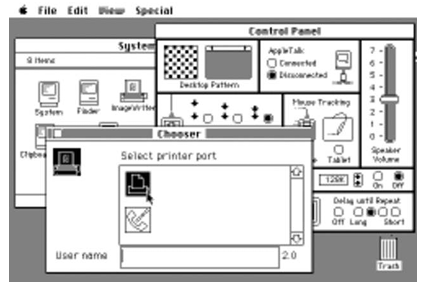 File Edit View Special
System
8 items
System
Finder
ImageWriter
Control Panel
Desktop Pattern
AppleTalk
Connected
Disconnected
Mouse Tracking
Tablet
7
6
5
4
3
2
1
0
Speaker
Volume
128K
On
Off
Delay until Repeat
Off Long Short
Chooser
Select printer port
User name
2.0
Trash